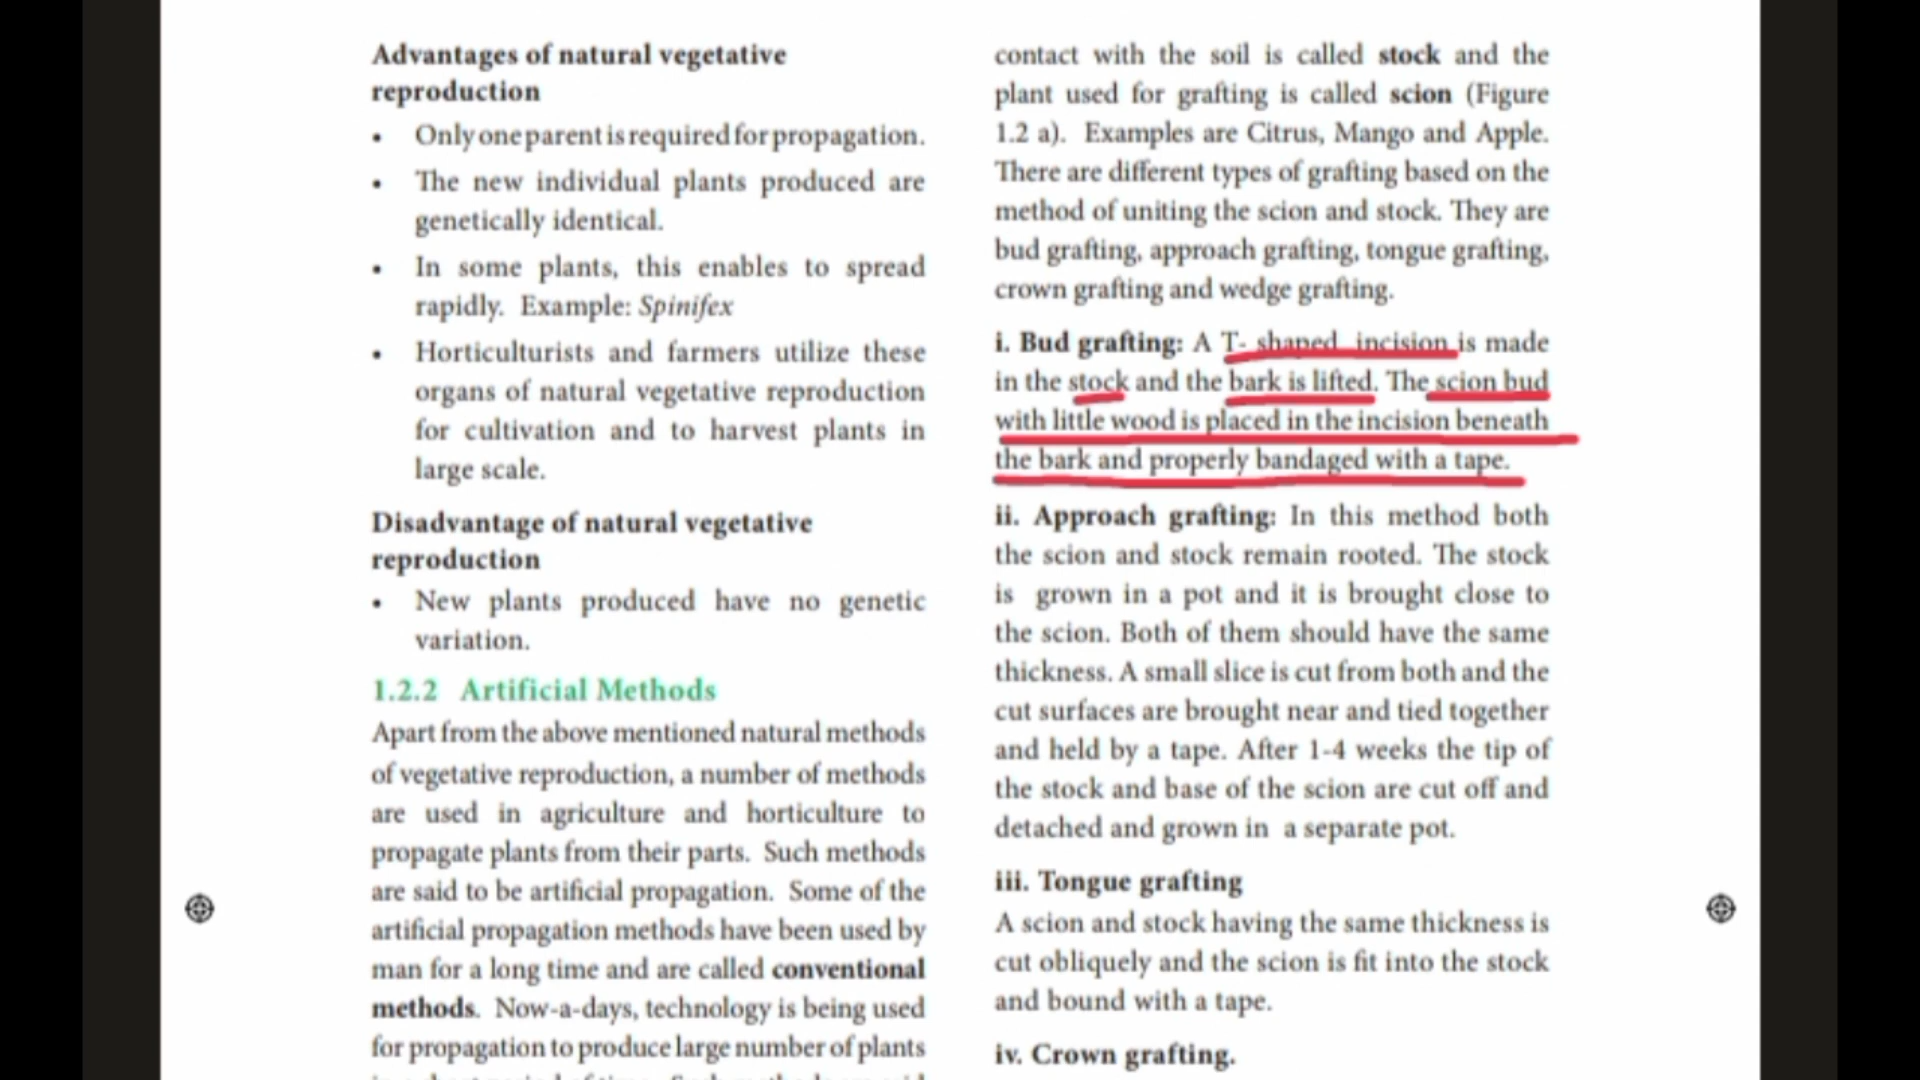 Advantages of natural vegetative
reproduction
• Only one parent is required for propagation.
• The new individual plants produced are
genetically identical.
• In some plants, this enables to spread
rapidly. Example: Spinifex
• Horticulturists and farmers utilize these
organs of natural vegetative reproduction
for cultivation and to harvest plants in
large scale.
Disadvantage of natural vegetative
reproduction
• New plants produced have no genetic
variation.
1.2.2 Artificial Methods
Apart from the above mentioned natural methods
of vegetative reproduction, a number of methods
are used in agriculture and horticulture to
propagate plants from their parts. Such methods
are said to be artificial propagation. Some of the
artificial propagation methods have been used by
man for a long time and are called conventional
methods. Now-a-days, technology is being used
for propagation to produce large number of plants
contact with the soil is called stock and the
plant used for grafting is called scion (Figure
1.2 a). Examples are Citrus, Mango and Apple.
There are different types of grafting based on the
method of uniting the scion and stock. They are
bud grafting, approach grafting, tongue grafting,
crown grafting and wedge grafting.
i. Bud grafting: A T- shaped incision is made
in the stock and the bark is lifted. The scion bud
with little wood is placed in the incision beneath
the bark and properly bandaged with a tape.
ii. Approach grafting: In this method both
the scion and stock remain rooted. The stock
is grown in a pot and it is brought close to
the scion. Both of them should have the same
thickness. A small slice is cut from both and the
cut surfaces are brought near and tied together
and held by a tape. After 1-4 weeks the tip of
the stock and base of the scion are cut off and
detached and grown in a separate pot.
iii. Tongue grafting
A scion and stock having the same thickness is
cut obliquely and the scion is fit into the stock
and bound with a tape.
iv. Crown grafting.